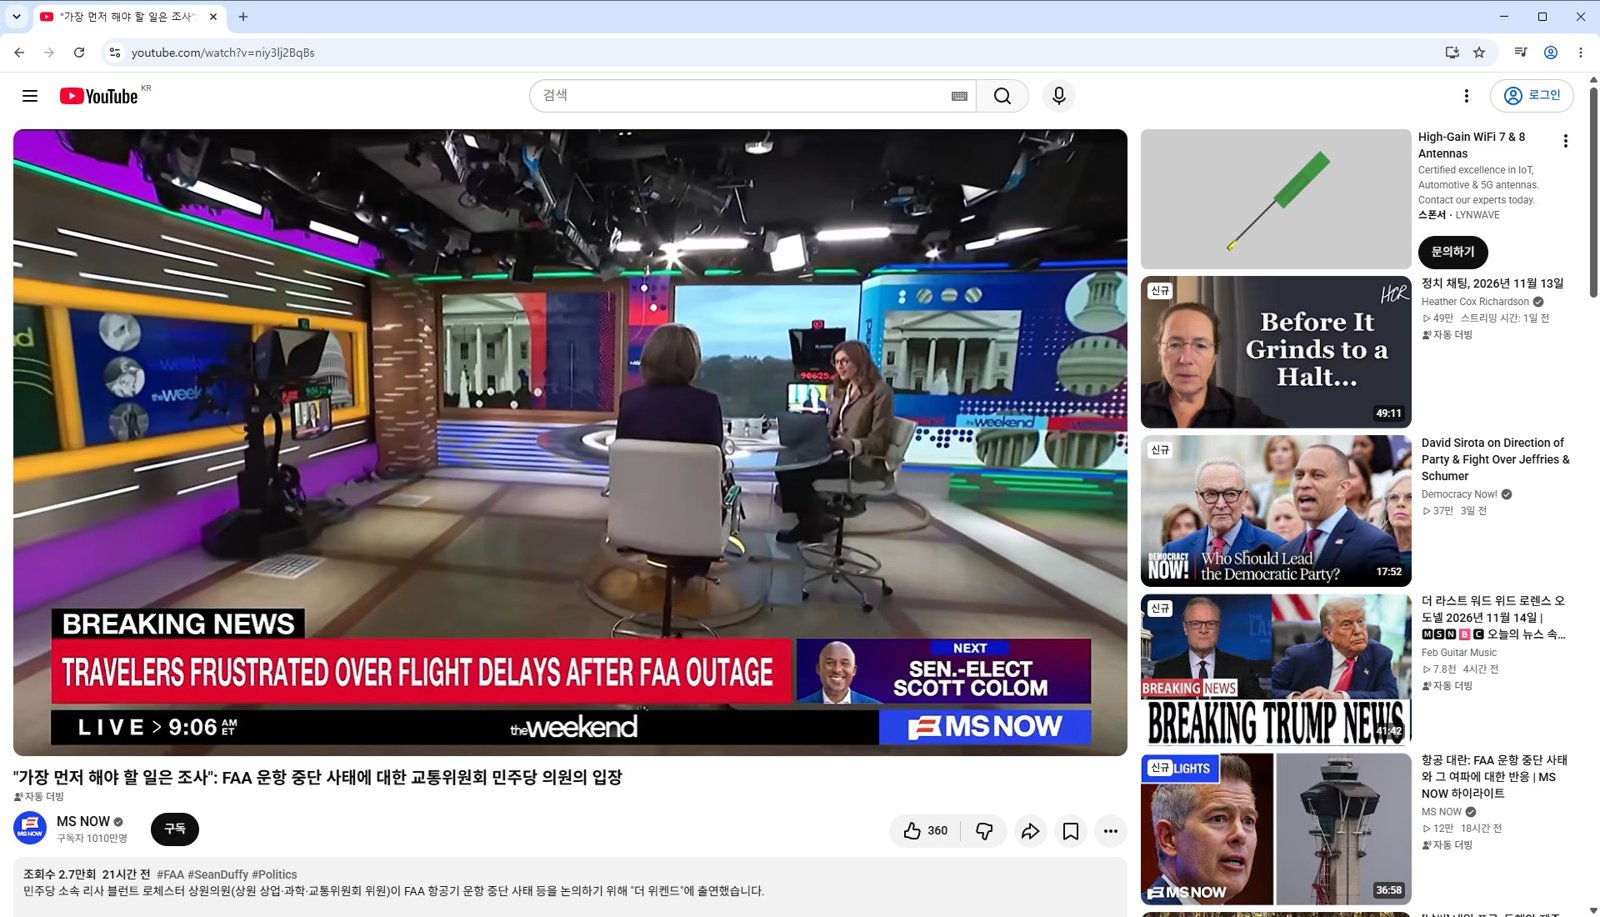 "가장 먼저 해야 할 일은 조사":
youtube.com/watch?v=niy3lj2BqBs
YouTube KR
검색
로그인
BREAKING NEWS
TRAVELERS FRUSTRATED OVER FLIGHT DELAYS AFTER FAA OUTAGE
NEXT
SEN.-ELECT
SCOTT COLOM
LIVE > 9:06 AM ET
theweekend
MS NOW
"가장 먼저 해야 할 일은 조사": FAA 운항 중단 사태에 대한 교통위원회 민주당 의원의 입장
자동 더빙
MS NOW
구독자 1010만명
구독
360
조회수 2.7만회 21시간 전 #FAA #SeanDuffy #Politics
민주당 소속 리사 블런트 로체스터 상원의원(상원 상업·과학·교통위원회 위원)이 FAA 항공기 운항 중단 사태 등을 논의하기 위해 "더 위켄드"에 출연했습니다.
High-Gain WiFi 7 & 8
Antennas
Certified excellence in IoT,
Automotive & 5G antennas.
Contact our experts today.
스폰서 · LYNWAVE
문의하기
신규
HCR
Before It
Grinds to a
Halt...
49:11
정치 채팅, 2026년 11월 13일
Heather Cox Richardson
49만 스트리밍 시간: 1일 전
자동 더빙
신규
DEMOCRACY
NOW!
Who Should Lead
the Democratic Party?
17:52
David Sirota on Direction of
Party & Fight Over Jeffries &
Schumer
Democracy Now!
37만 3일 전
신규
BREAKING NEWS
BREAKING TRUMP NEWS
41:42
더 라스트 워드 위드 로렌스 오
도넬 2026년 11월 14일 |
🅼🆂🅽🅱🅲 오늘의 뉴스 속...
Feb Guitar Music
7.8천 4시간 전
자동 더빙
신규
LIGHTS
MS NOW
36:58
항공 대란: FAA 운항 중단 사태
와 그 여파에 대한 반응 | MS
NOW 하이라이트
MS NOW
12만 18시간 전
자동 더빙